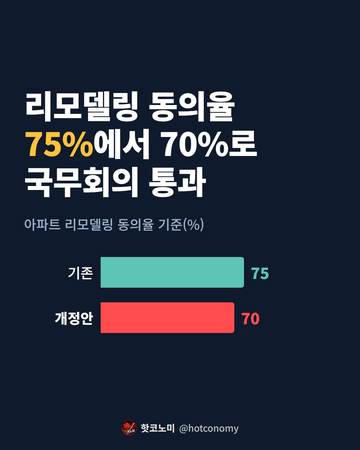 리모델링 동의율
75%에서 70%로
국무회의 통과
아파트 리모델링 동의율 기준(%)
기존 75
개정안 70
핫코노미 @hotconomy